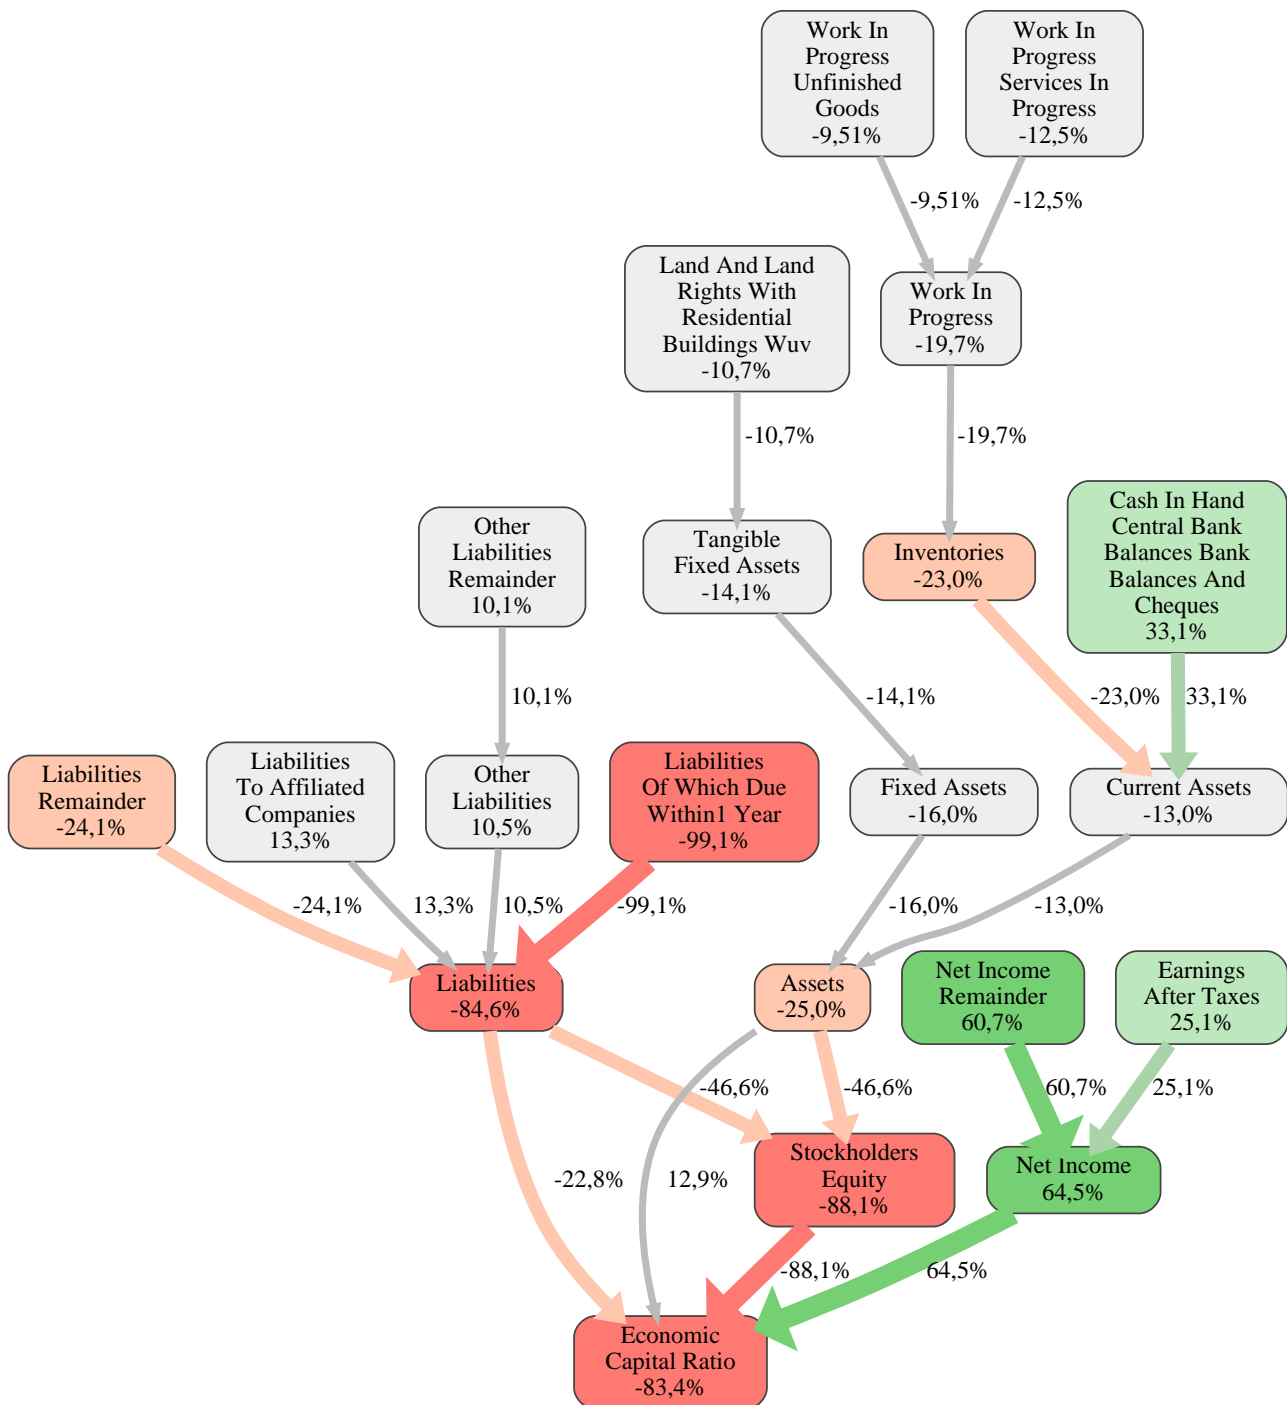 Work In
Progress
Unfinished
Goods
-9,51%
Work In
Progress
Services In
Progress
-12,5%
-9,51%
-12,5%
Land And Land
Rights With
Residential
Buildings Wuv
-10,7%
Work In
Progress
-19,7%
-10,7%
-19,7%
Other
Liabilities
Remainder
10,1%
Tangible
Fixed Assets
-14,1%
Inventories
-23,0%
Cash In Hand
Central Bank
Balances Bank
Balances And
Cheques
33,1%
10,1%
-14,1%
-23,0%
33,1%
Liabilities
Remainder
-24,1%
Liabilities
To Affiliated
Companies
13,3%
Other
Liabilities
10,5%
Liabilities
Of Which Due
Within1 Year
-99,1%
Fixed Assets
-16,0%
Current Assets
-13,0%
-24,1%
13,3%
10,5%
-99,1%
-16,0%
-13,0%
Liabilities
-84,6%
Assets
-25,0%
Net Income
Remainder
60,7%
Earnings
After Taxes
25,1%
-46,6%
-46,6%
60,7%
25,1%
Stockholders
Equity
-88,1%
Net Income
64,5%
-22,8%
12,9%
-88,1%
64,5%
Economic
Capital Ratio
-83,4%